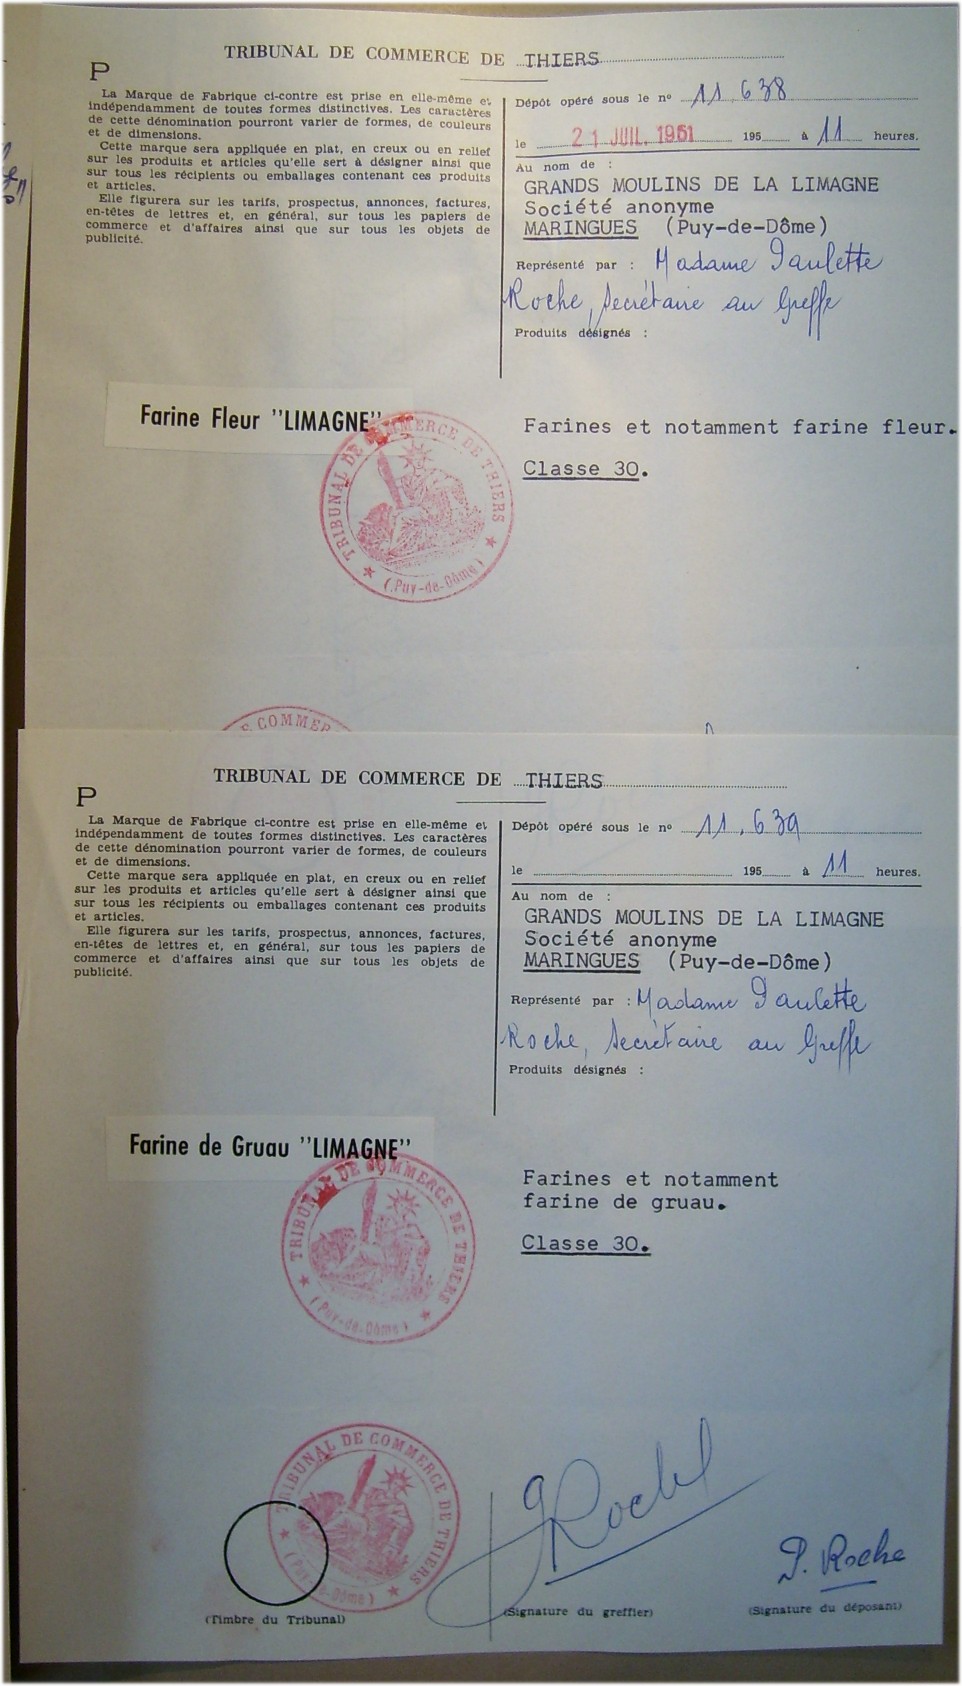 TRIBUNAL DE COMMERCE DE THIERS
P
La Marque de Fabrique ci-contre est prise en elle-même et
indépendamment de toutes formes distinctives. Les caractères
de cette dénomination pourront varier de formes, de couleurs
et de dimensions.
Cette marque sera appliquée en plat, en creux ou en relief
sur les produits et articles qu'elle sert à désigner ainsi que
sur tous les récipients ou emballages contenant ces produits
et articles.
Elle figurera sur les tarifs, prospectus, annonces, factures,
en-têtes de lettres et, en général, sur tous les papiers de
commerce et d'affaires ainsi que sur tous les objets de
publicité.
Dépôt opéré sous le n° 11.638
le 21 JUIL. 1961 195 à 11 heures.
Au nom de :
GRANDS MOULINS DE LA LIMAGNE
Société anonyme
MARINGUES (Puy-de-Dôme)
Représenté par : Madame Paulette
Roche, Secrétaire au Greffe
Produits désignés :
Farine Fleur "LIMAGNE"
TRIBUNAL DE COMMERCE DE THIERS
(Puy-de-Dôme)
Farines et notamment farine fleur.
Classe 30.
E COMMER
TRIBUNAL DE COMMERCE DE THIERS
P
La Marque de Fabrique ci-contre est prise en elle-même et
indépendamment de toutes formes distinctives. Les caractères
de cette dénomination pourront varier de formes, de couleurs
et de dimensions.
Cette marque sera appliquée en plat, en creux ou en relief
sur les produits et articles qu'elle sert à désigner ainsi que
sur tous les récipients ou emballages contenant ces produits
et articles.
Elle figurera sur les tarifs, prospectus, annonces, factures,
en-têtes de lettres et, en général, sur tous les papiers de
commerce et d'affaires ainsi que sur tous les objets de
publicité.
Dépôt opéré sous le n° 11.639
le 195 à 11 heures.
Au nom de :
GRANDS MOULINS DE LA LIMAGNE
Société anonyme
MARINGUES (Puy-de-Dôme)
Représenté par : Madame Paulette
Roche, Secrétaire au Greffe
Produits désignés :
Farine de Gruau "LIMAGNE"
TRIBUNAL DE COMMERCE DE THIERS
(Puy-de-Dôme)
Farines et notamment
farine de gruau.
Classe 30.
TRIBUNAL DE COMMERCE DE THIERS
(Puy-de-Dôme)
P. Roche
(Timbre du Tribunal)
(Signature du greffier)
(Signature du déposant)